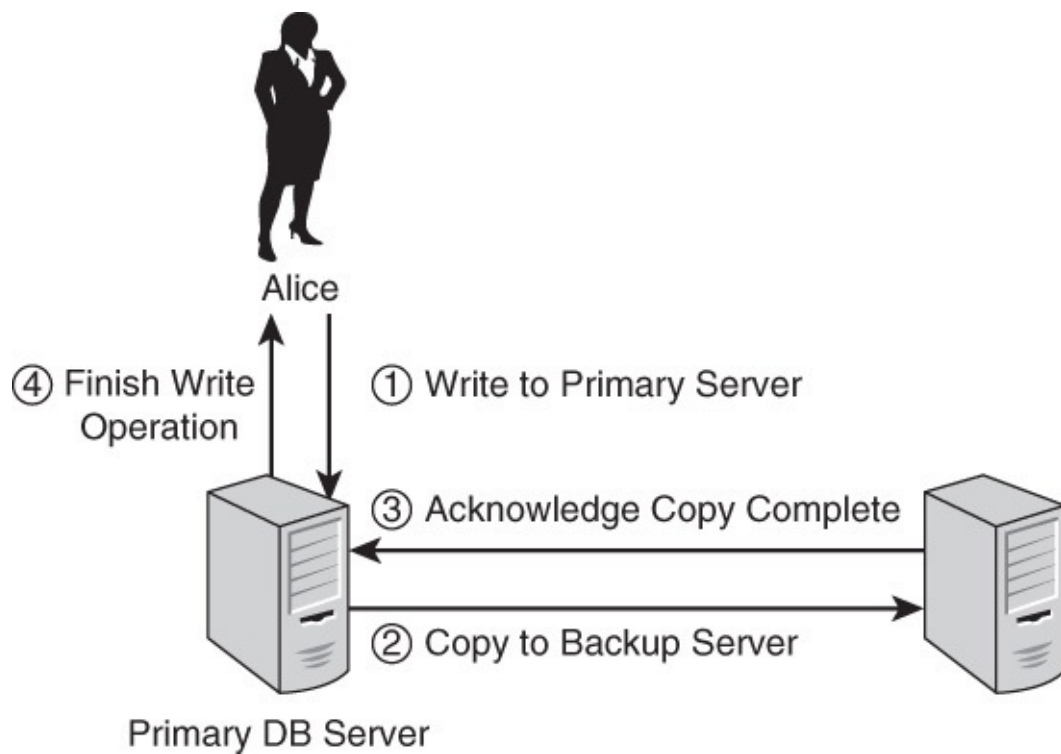 Alice
④ Finish Write
Operation
① Write to Primary Server
③ Acknowledge Copy Complete
② Copy to Backup Server
Primary DB Server